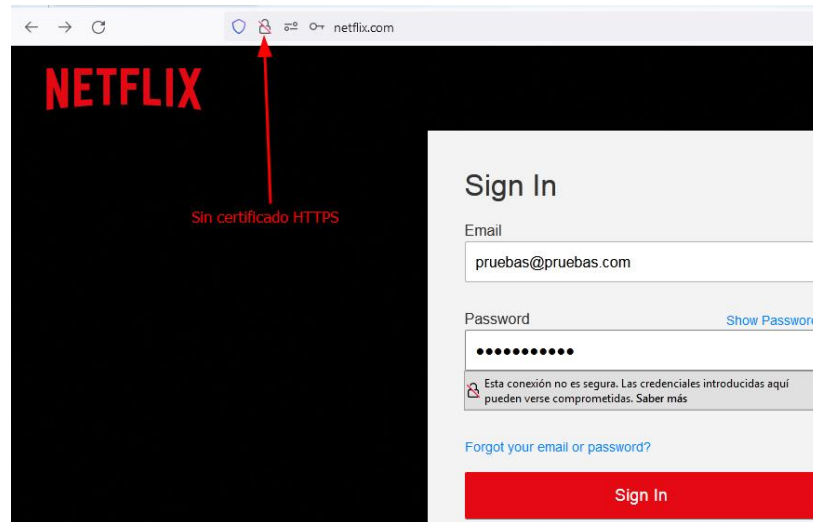 netflix.com
NETFLIX
Sin certificado HTTPS
Sign In
Email
pruebas@pruebas.com
Password
Show Password
Esta conexión no es segura. Las credenciales introducidas aquí
pueden verse comprometidas. Saber más
Forgot your email or password?
Sign In